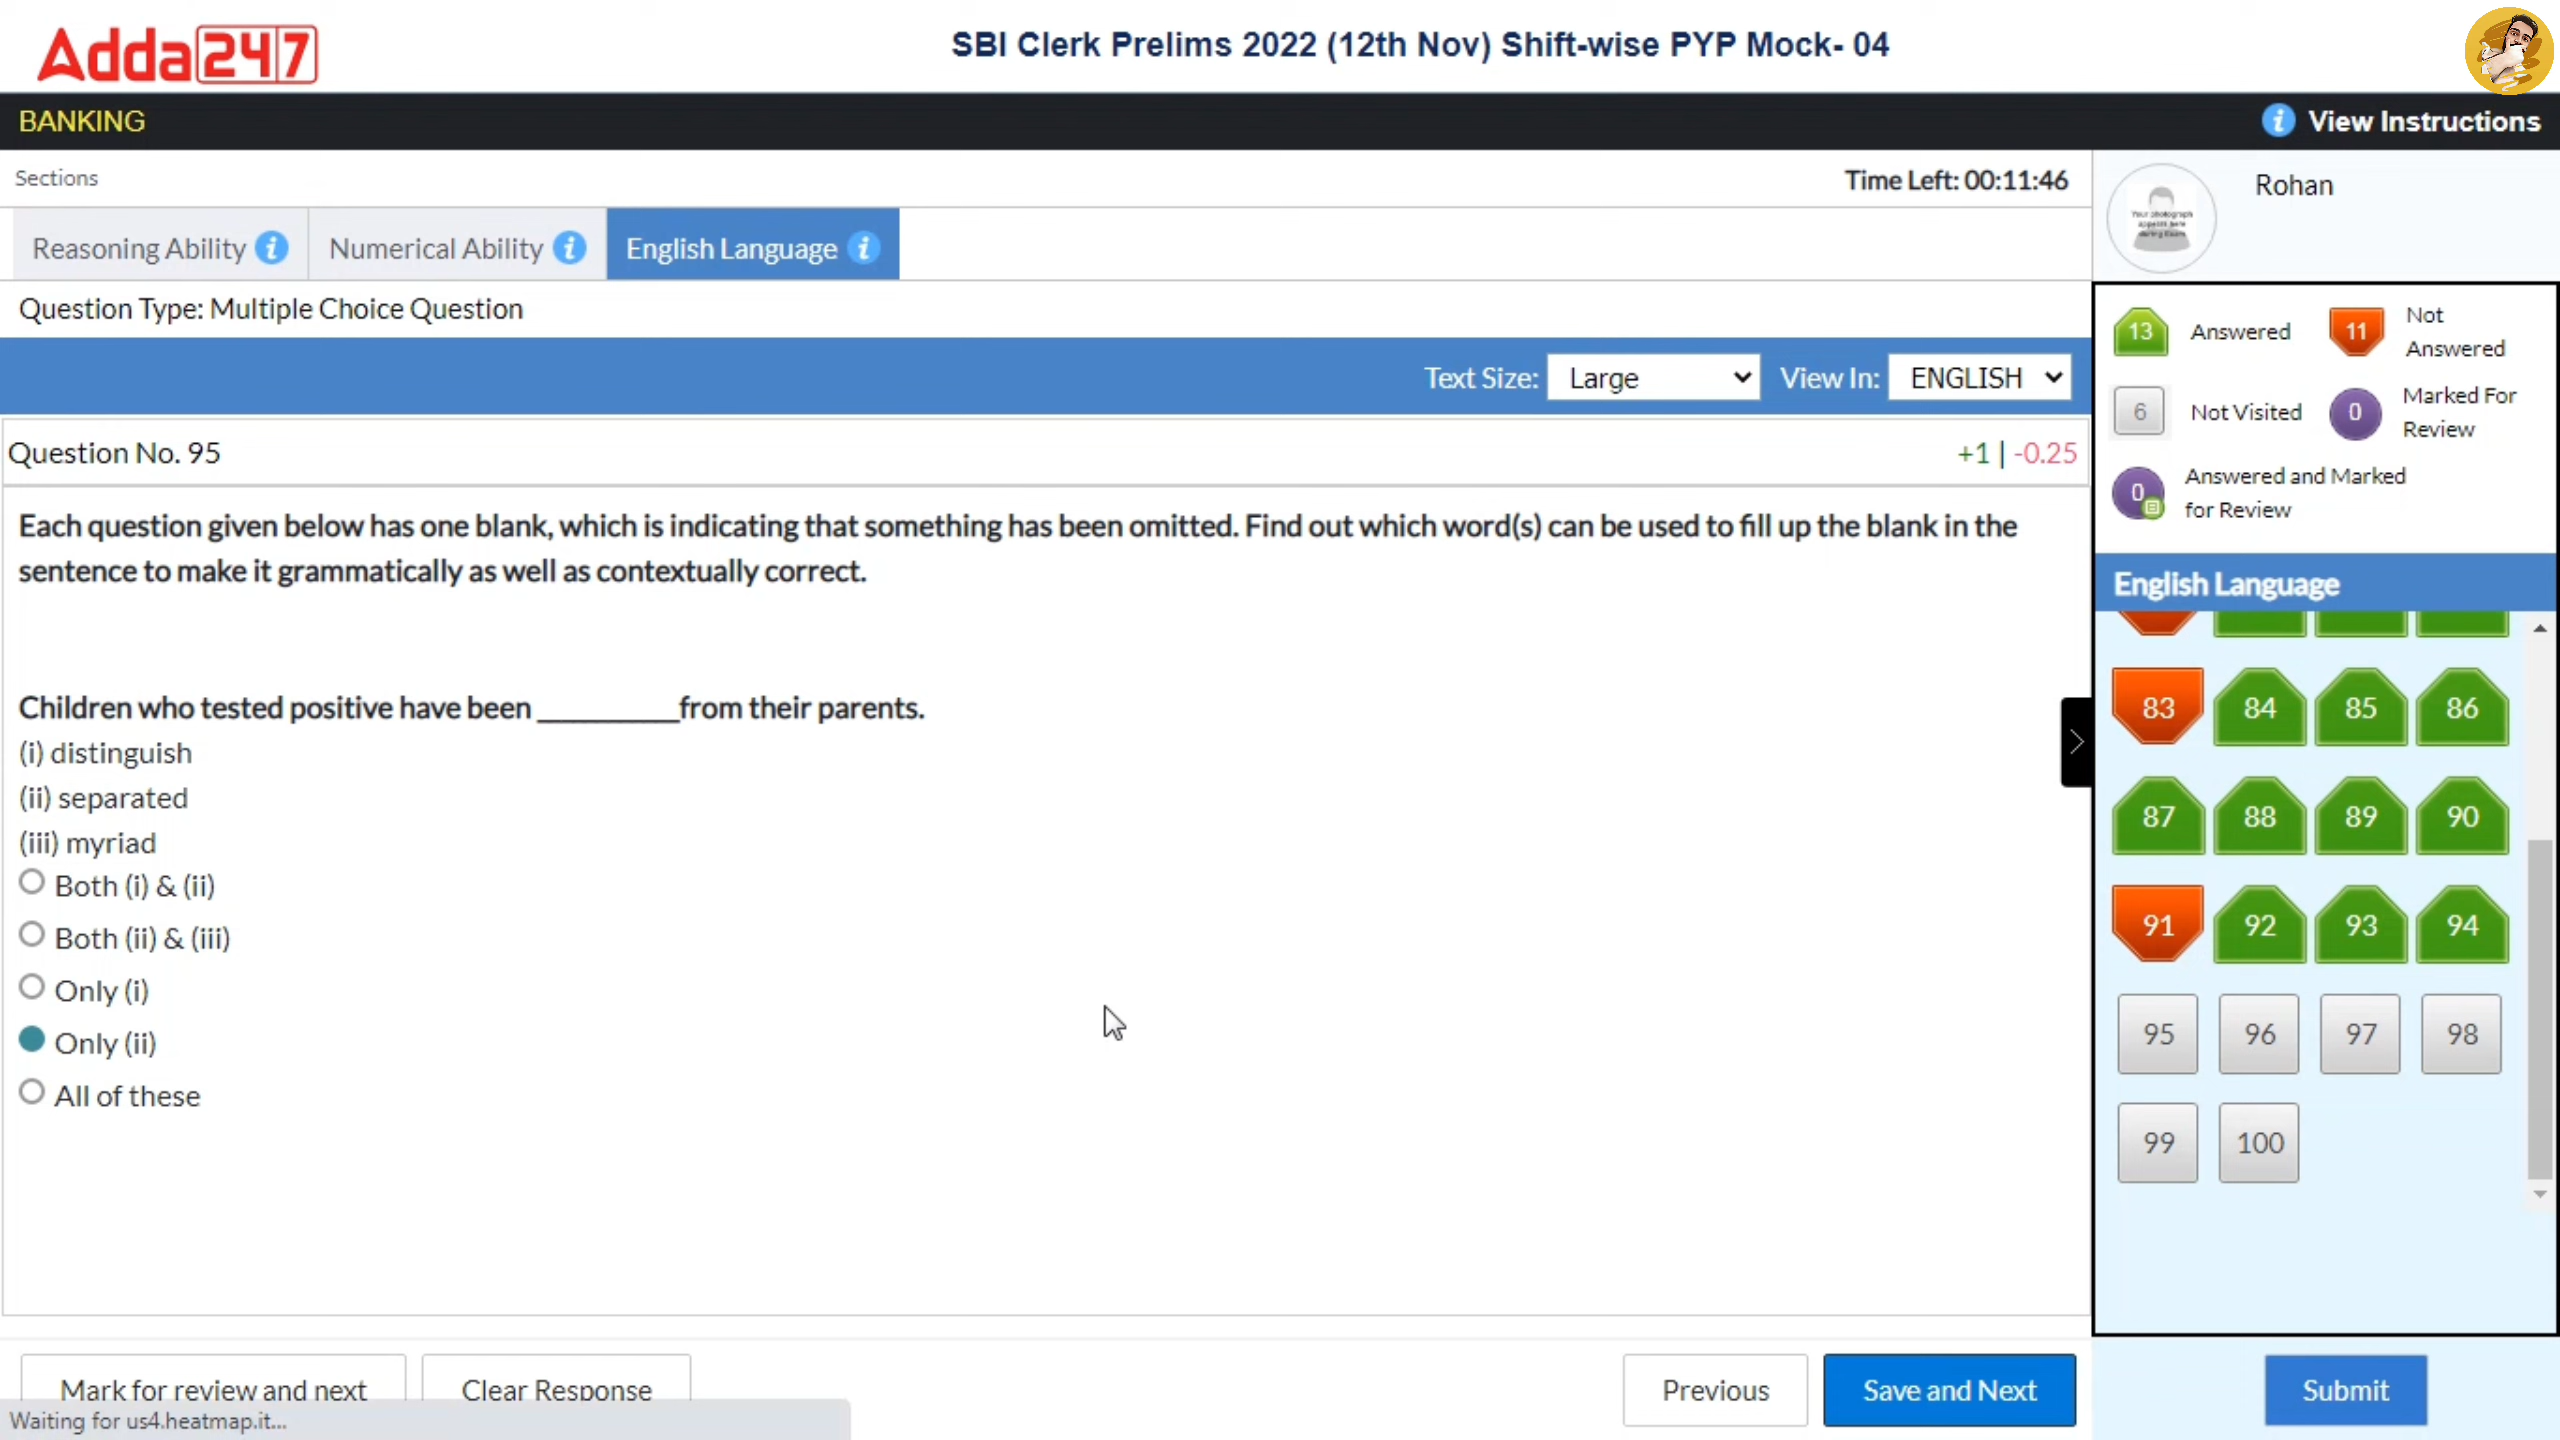 Adda247
SBI Clerk Prelims 2022 (12th Nov) Shift-wise PYP Mock- 04
BANKING
i View Instructions
Sections
Time Left: 00:11:46
Rohan
Your photograph
appears here
during Exam
Reasoning Ability i
Numerical Ability i
English Language i
Question Type: Multiple Choice Question
13 Answered
11 Not
Answered
6 Not Visited
0 Marked For
Review
0 Answered and Marked
for Review
Text Size: Large
View In: ENGLISH
Question No. 95
+1 | -0.25
Each question given below has one blank, which is indicating that something has been omitted. Find out which word(s) can be used to fill up the blank in the
sentence to make it grammatically as well as contextually correct.
Children who tested positive have been __________from their parents.
(i) distinguish
(ii) separated
(iii) myriad
Both (i) & (ii)
Both (ii) & (iii)
Only (i)
Only (ii)
All of these
English Language
83 84 85 86
87 88 89 90
91 92 93 94
95 96 97 98
99 100
Mark for review and next
Clear Response
Previous
Save and Next
Submit
Waiting for us4.heatmap.it...